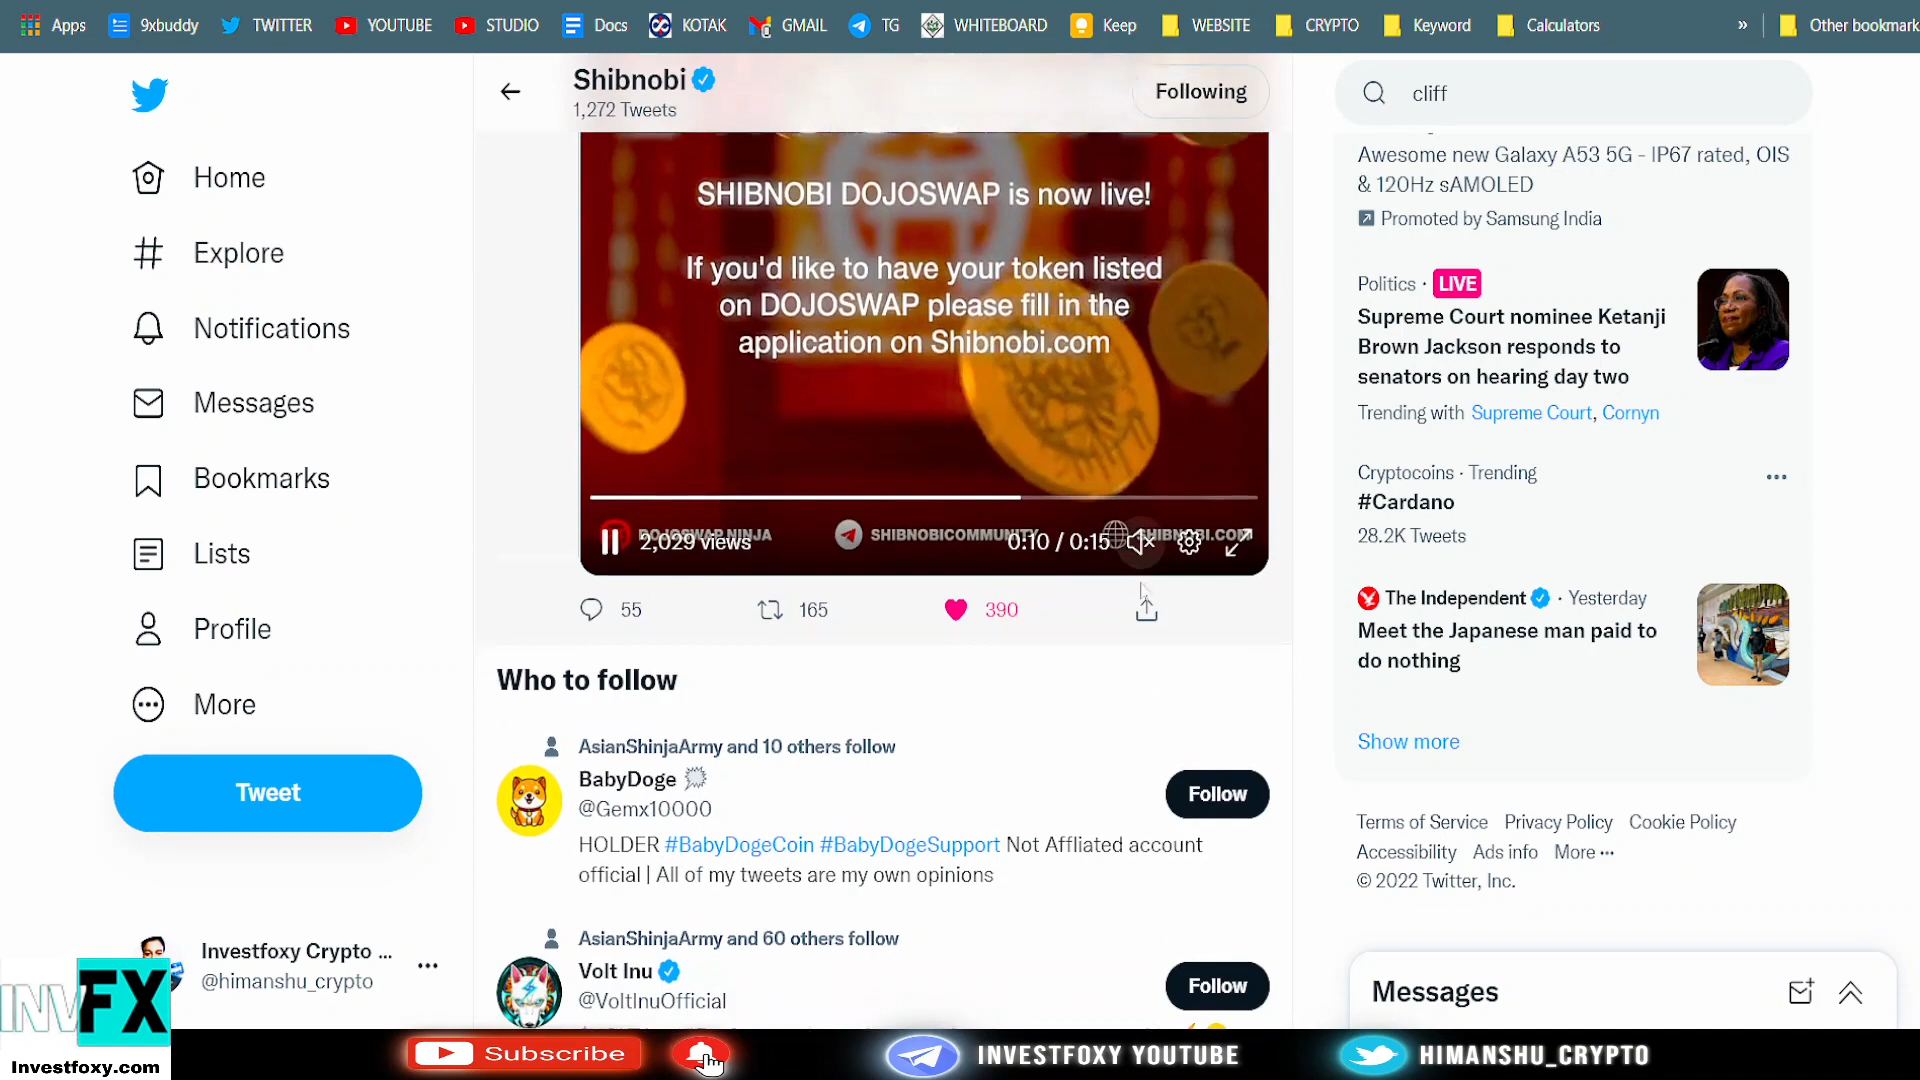 Apps
9xbuddy
TWITTER
YOUTUBE
STUDIO
Docs
KOTAK
GMAIL
TG
WHITEBOARD
Keep
WEBSITE
CRYPTO
Keyword
Calculators
»
Other bookmark
Shibnobi
1,272 Tweets
Following
cliff
Home
Explore
Notifications
Messages
Bookmarks
Lists
Profile
More
Tweet
Investfoxy Crypto ...
@himanshu_crypto
SHIBNOBI DOJOSWAP is now live!
If you'd like to have your token listed
on DOJOSWAP please fill in the
application on Shibnobi.com
DOJOSWAP.NINJA
SHIBNOBICOMMUNITY
SHIBNOBI.COM
2,029 views
0:10 / 0:15
55
165
390
Who to follow
AsianShinjaArmy and 10 others follow
BabyDoge
@Gemx10000
Follow
HOLDER #BabyDogeCoin #BabyDogeSupport Not Affliated account
official | All of my tweets are my own opinions
AsianShinjaArmy and 60 others follow
Volt Inu
@VoltInuOfficial
Follow
Awesome new Galaxy A53 5G - IP67 rated, OIS
& 120Hz sAMOLED
Promoted by Samsung India
Politics · LIVE
Supreme Court nominee Ketanji
Brown Jackson responds to
senators on hearing day two
Trending with Supreme Court, Cornyn
Cryptocoins · Trending
#Cardano
28.2K Tweets
The Independent · Yesterday
Meet the Japanese man paid to
do nothing
Show more
Terms of Service Privacy Policy Cookie Policy
Accessibility Ads info More ···
© 2022 Twitter, Inc.
Messages
INVFX
Investfoxy.com
Subscribe
INVESTFOXY YOUTUBE
HIMANSHU_CRYPTO